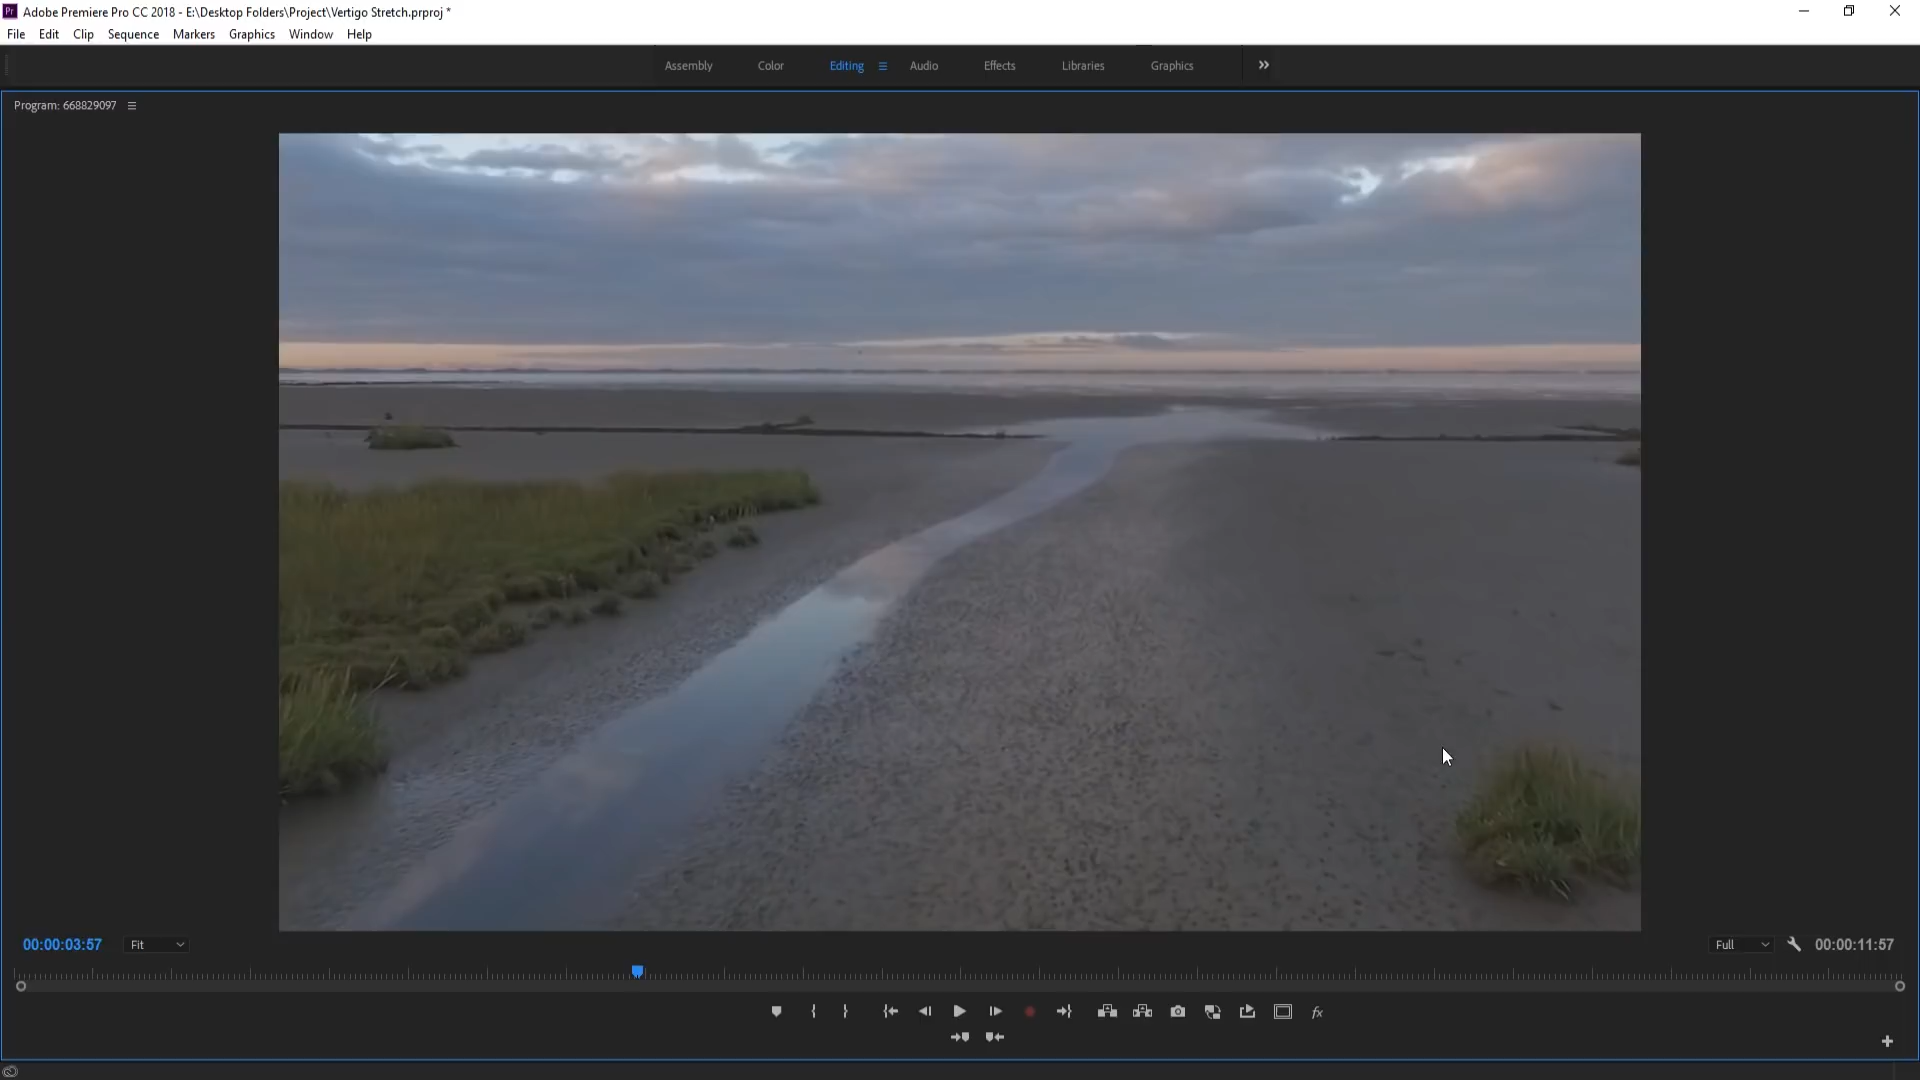 Pr Adobe Premiere Pro CC 2018 - E:\Desktop Folders\Project\Vertigo Stretch.prproj *
File Edit Clip Sequence Markers Graphics Window Help
Assembly Color Editing Audio Effects Libraries Graphics
Program: 668829097
00:00:03:57 Fit Full 00:00:11:57
fx